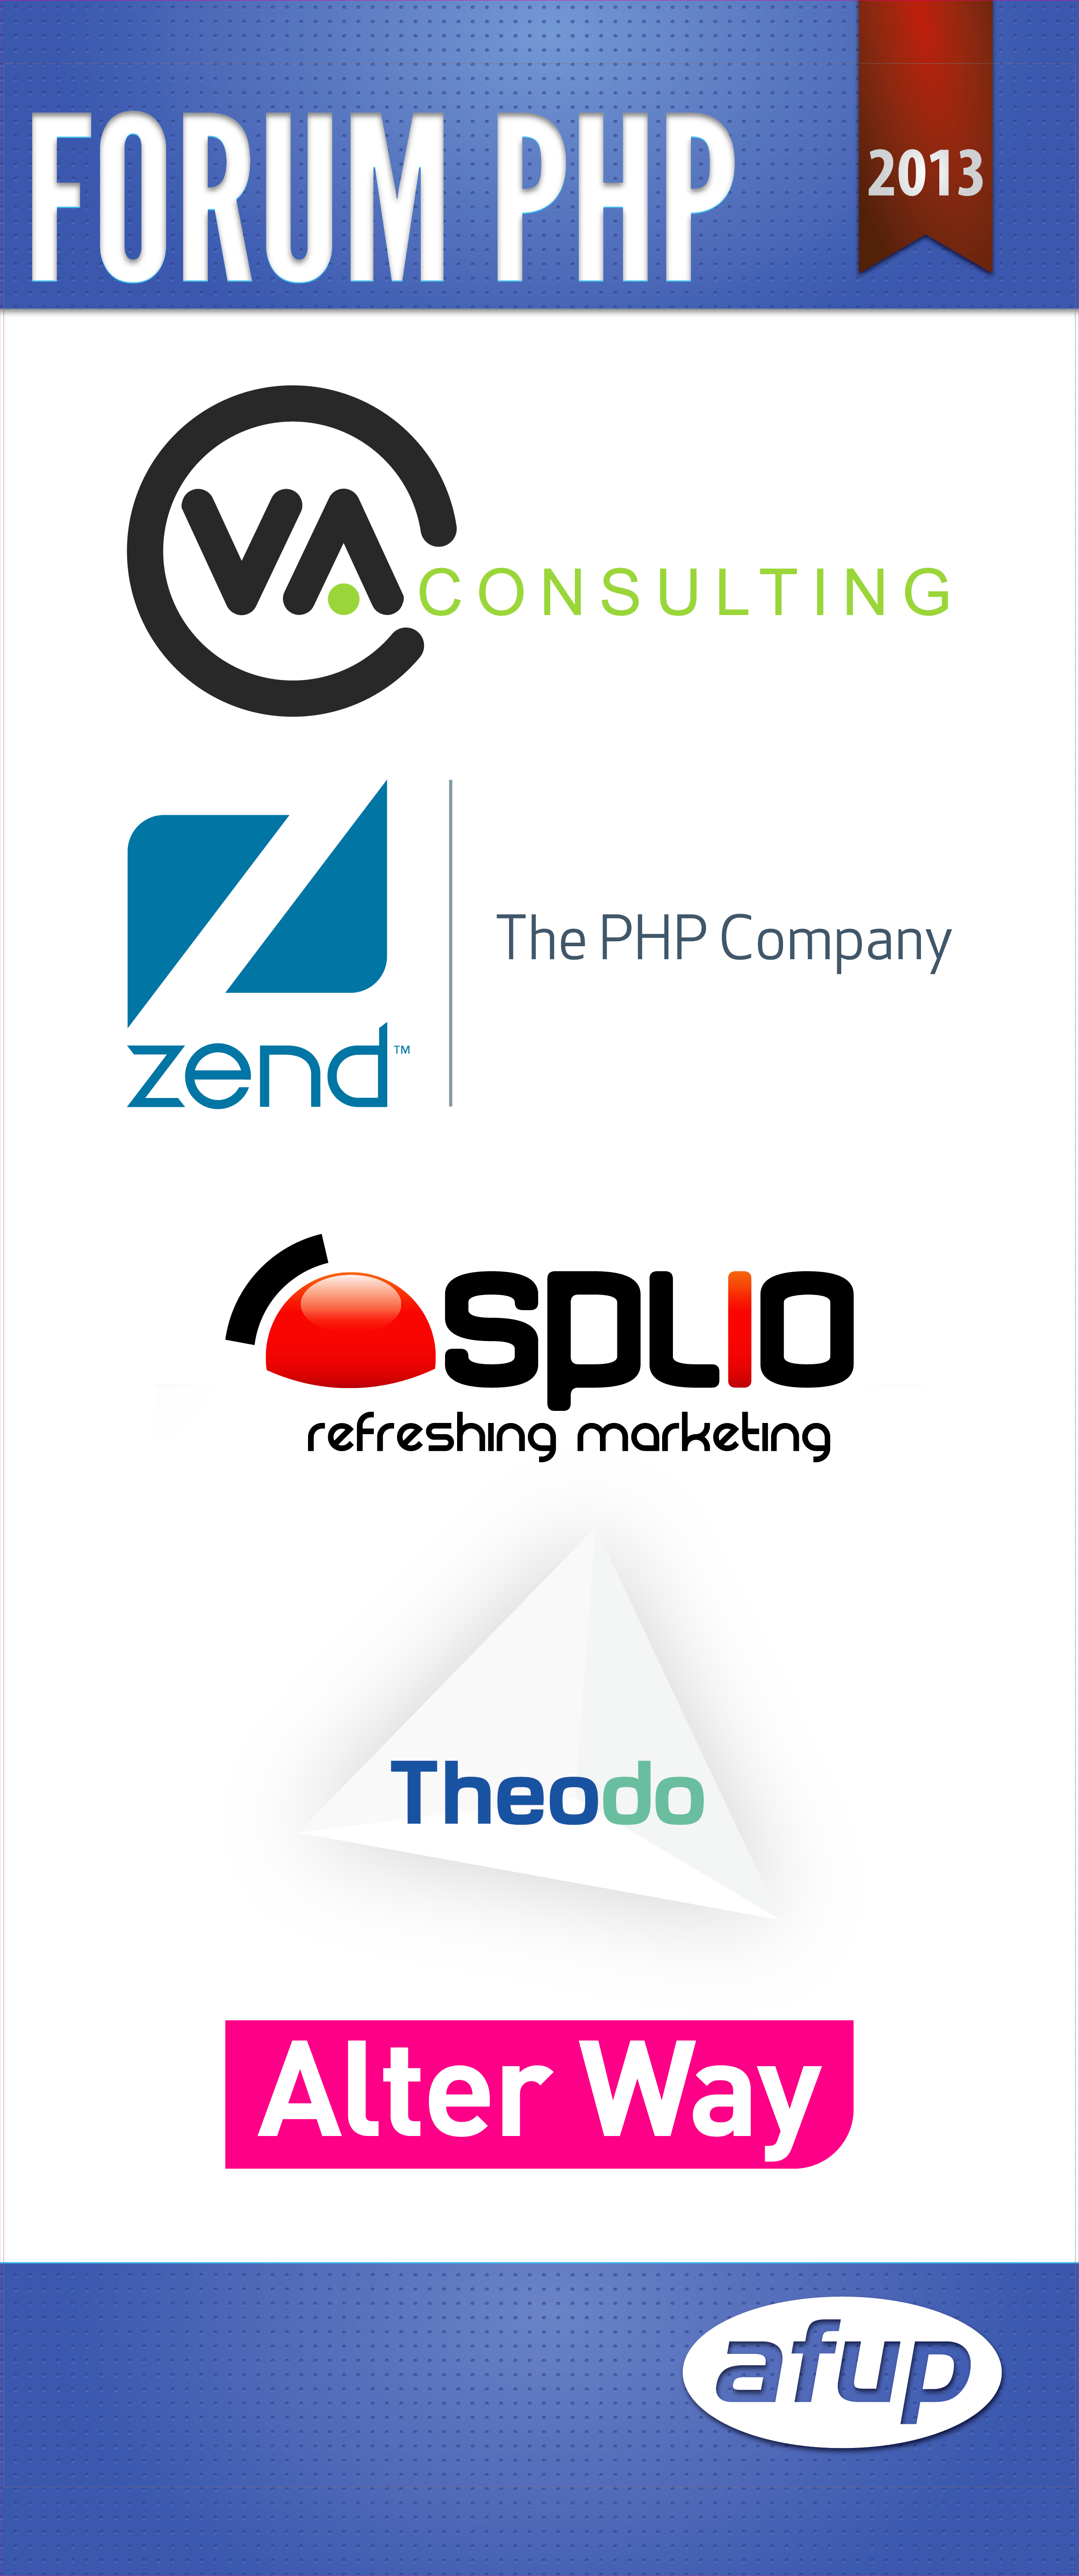 FORUM PHP
2013
VA CONSULTING
The PHP Company
zend™
splio
refreshing marketing
Theodo
Alter Way
afup